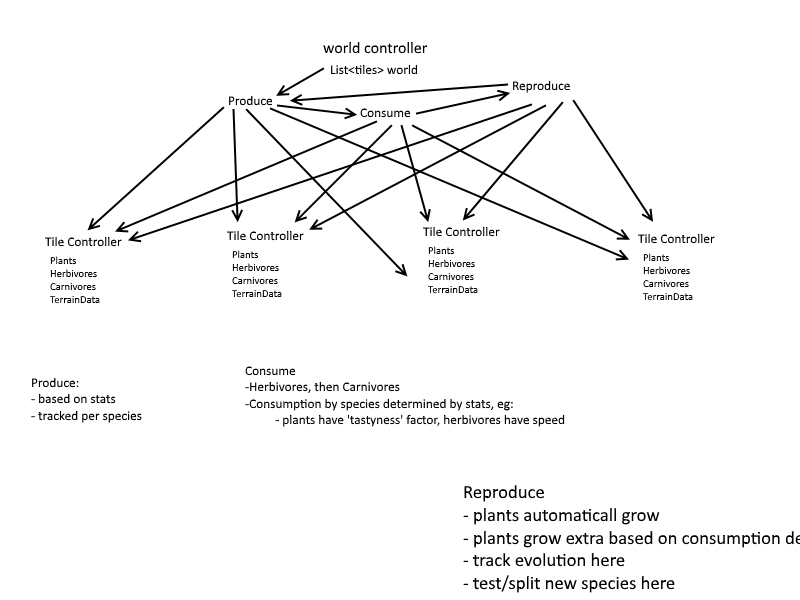 world controller
List<tiles> world
Reproduce
Produce
Consume
Tile Controller
Plants
Herbivores
Carnivores
TerrainData
Tile Controller
Plants
Herbivores
Carnivores
TerrainData
Tile Controller
Plants
Herbivores
Carnivores
TerrainData
Tile Controller
Plants
Herbivores
Carnivores
TerrainData
Produce:
- based on stats
- tracked per species
Consume
-Herbivores, then Carnivores
-Consumption by species determined by stats, eg:
- plants have 'tastyness' factor, herbivores have speed
Reproduce
- plants automaticall grow
- plants grow extra based on consumption
- track evolution here
- test/split new species here